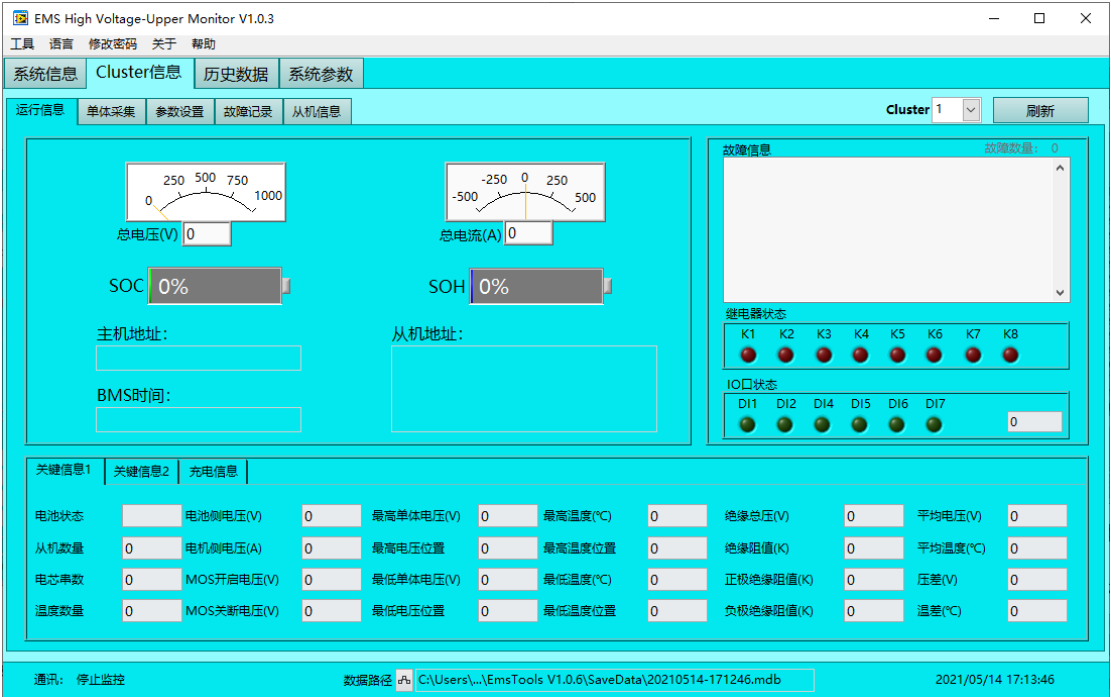 EMS High Voltage-Upper Monitor V1.0.3
工具 语言 修改密码 关于 帮助
系统信息 Cluster信息 历史数据 系统参数
运行信息 单体采集 参数设置 故障记录 从机信息 Cluster 1 刷新
故障信息 故障数量： 0
0 250 500 750 1000
-500 -250 0 250 500
总电压(V) 0 总电流(A) 0
SOC 0% SOH 0%
继电器状态
K1 K2 K3 K4 K5 K6 K7 K8
主机地址： 从机地址：
IO口状态
DI1 DI2 DI4 DI5 DI6 DI7
0
BMS时间：
关键信息1 关键信息2 充电信息
电池状态 电池侧电压(V) 0 最高单体电压(V) 0 最高温度(℃) 0 绝缘总压(V) 0 平均电压(V) 0
从机数量 0 电机侧电压(A) 0 最高电压位置 0 最高温度位置 0 绝缘阻值(K) 0 平均温度(℃) 0
电芯串数 0 MOS开启电压(V) 0 最低单体电压(V) 0 最低温度(℃) 0 正极绝缘阻值(K) 0 压差(V) 0
温度数量 0 MOS关断电压(V) 0 最低电压位置 0 最低温度位置 0 负极绝缘阻值(K) 0 温差(℃) 0
通讯： 停止监控 数据路径 C:\Users\...\EmsTools V1.0.6\SaveData\20210514-171246.mdb 2021/05/14 17:13:46